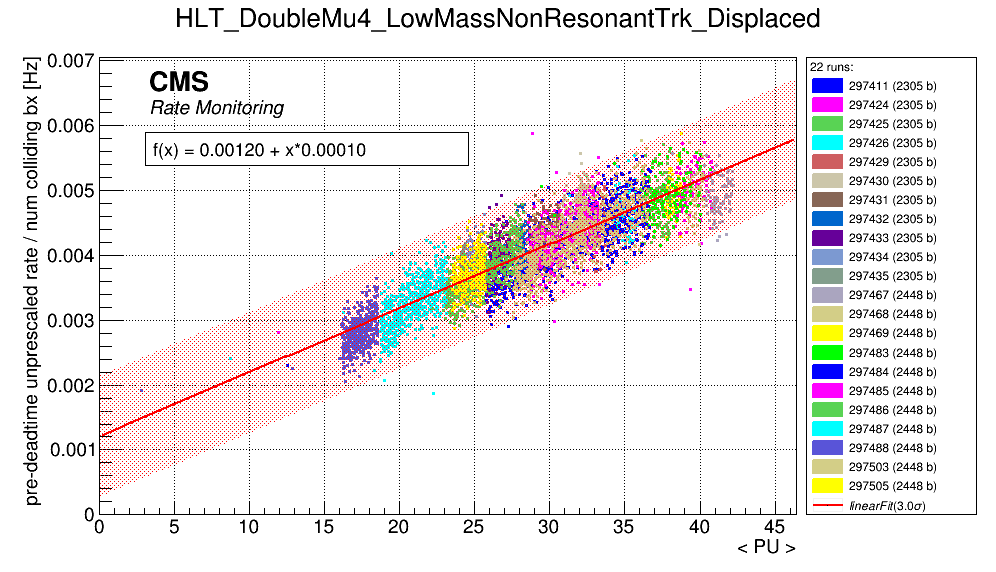 HLT_DoubleMu4_LowMassNonResonantTrk_Displaced
pre-deadtime unprescaled rate / num colliding bx [Hz]
0.007
0.006
0.005
0.004
0.003
0.002
0.001
0
CMS
Rate Monitoring
f(x) = 0.00120 + x*0.00010
0 5 10 15 20 25 30 35 40 45
< PU >
22 runs:
297411 (2305 b)
297424 (2305 b)
297425 (2305 b)
297426 (2305 b)
297429 (2305 b)
297430 (2305 b)
297431 (2305 b)
297432 (2305 b)
297433 (2305 b)
297434 (2305 b)
297435 (2305 b)
297467 (2448 b)
297468 (2448 b)
297469 (2448 b)
297483 (2448 b)
297484 (2448 b)
297485 (2448 b)
297486 (2448 b)
297487 (2448 b)
297488 (2448 b)
297503 (2448 b)
297505 (2448 b)
linearFit(3.0σ)